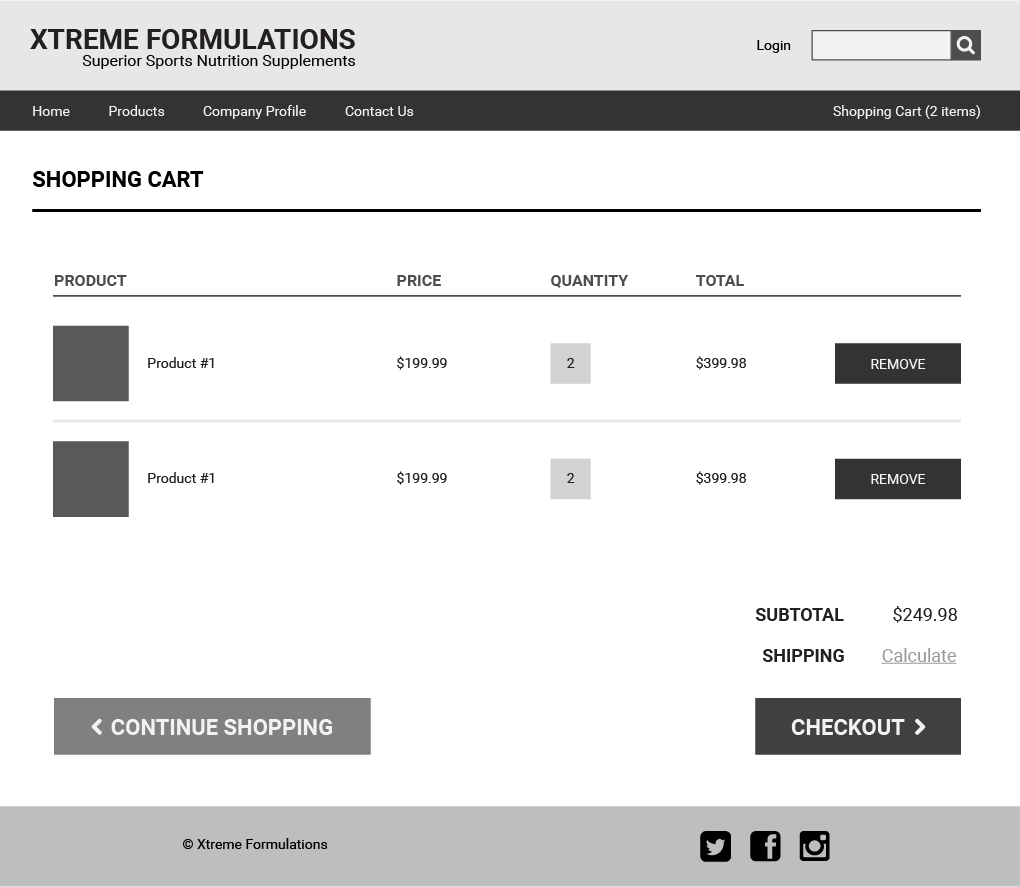 XTREME FORMULATIONS
Superior Sports Nutrition Supplements
Login
Home Products Company Profile Contact Us Shopping Cart (2 items)
SHOPPING CART
PRODUCT PRICE QUANTITY TOTAL
Product #1 $199.99 2 $399.98 REMOVE
Product #1 $199.99 2 $399.98 REMOVE
SUBTOTAL $249.98
SHIPPING Calculate
CONTINUE SHOPPING CHECKOUT
© Xtreme Formulations